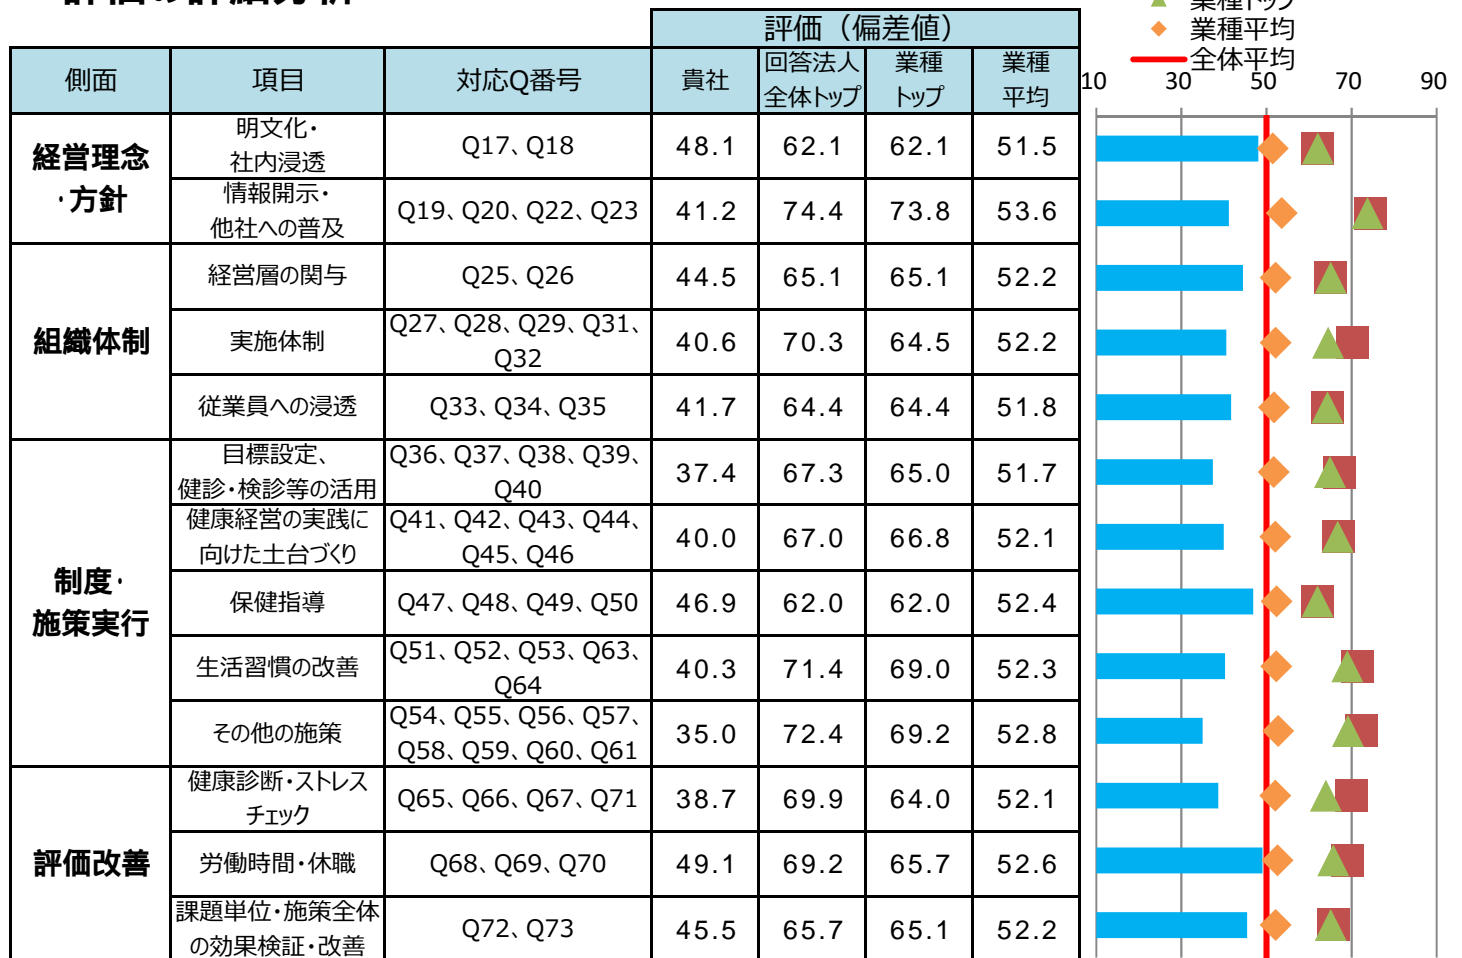 評価の詳細分析
業種トップ
業種平均
全体平均
評価（偏差値）
側面 項目 対応Q番号 貴社 回答法人 業種 業種
全体トップ トップ 平均
10 30 50 70 90
経営理念
・方針
明文化・
社内浸透
Q17、Q18 48.1 62.1 62.1 51.5
情報開示・
他社への普及
Q19、Q20、Q22、Q23 41.2 74.4 73.8 53.6
組織体制
経営層の関与 Q25、Q26 44.5 65.1 65.1 52.2
実施体制
Q27、Q28、Q29、Q31、
Q32
40.6 70.3 64.5 52.2
従業員への浸透 Q33、Q34、Q35 41.7 64.4 64.4 51.8
制度・
施策実行
目標設定、
健診・検診等の活用
Q36、Q37、Q38、Q39、
Q40
37.4 67.3 65.0 51.7
健康経営の実践に
向けた土台づくり
Q41、Q42、Q43、Q44、
Q45、Q46
40.0 67.0 66.8 52.1
保健指導 Q47、Q48、Q49、Q50 46.9 62.0 62.0 52.4
生活習慣の改善
Q51、Q52、Q53、Q63、
Q64
40.3 71.4 69.0 52.3
その他の施策
Q54、Q55、Q56、Q57、
Q58、Q59、Q60、Q61
35.0 72.4 69.2 52.8
評価改善
健康診断・ストレス
チェック
Q65、Q66、Q67、Q71 38.7 69.9 64.0 52.1
労働時間・休職 Q68、Q69、Q70 49.1 69.2 65.7 52.6
課題単位・施策全体
の効果検証・改善
Q72、Q73 45.5 65.7 65.1 52.2